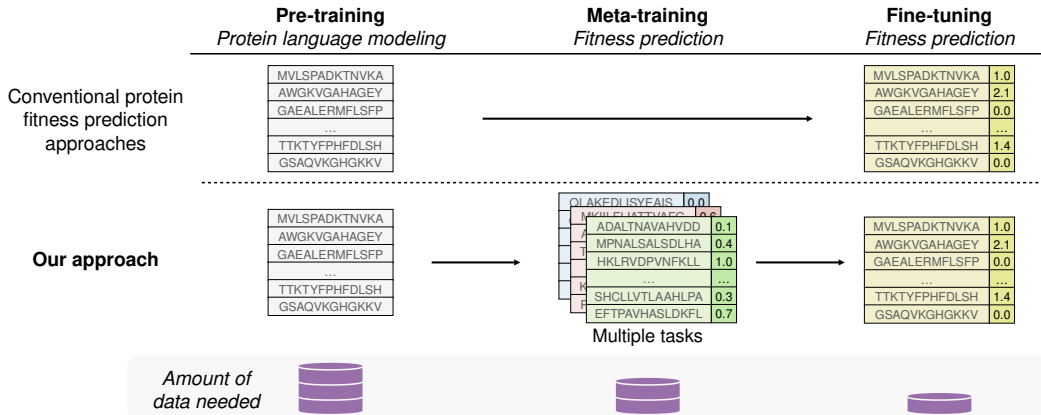 Pre-training
Protein language modeling
Meta-training
Fitness prediction
Fine-tuning
Fitness prediction
Conventional protein
fitness prediction
approaches
MVLSPADKTNVKA
AWGKVGAHAGEY
GAEALERMFLSFP
...
TTKTYFPHFDLSH
GSAQVKGHGKKV
MVLSPADKTNVKA 1.0
AWGKVGAHAGEY 2.1
GAEALERMFLSFP 0.0
... ...
TTKTYFPHFDLSH 1.4
GSAQVKGHGKKV 0.0
Our approach
MVLSPADKTNVKA
AWGKVGAHAGEY
GAEALERMFLSFP
...
TTKTYFPHFDLSH
GSAQVKGHGKKV
QLAKEDLISYEAIS 0.0
ADALTNAVAHVDD 0.1
MPNALSALSDLHA 0.4
HKLRVDPVNFKLL 1.0
... ...
SHCLLVTLAAHLPA 0.3
EFTPAVHASLDKFL 0.7
Multiple tasks
MVLSPADKTNVKA 1.0
AWGKVGAHAGEY 2.1
GAEALERMFLSFP 0.0
... ...
TTKTYFPHFDLSH 1.4
GSAQVKGHGKKV 0.0
Amount of
data needed